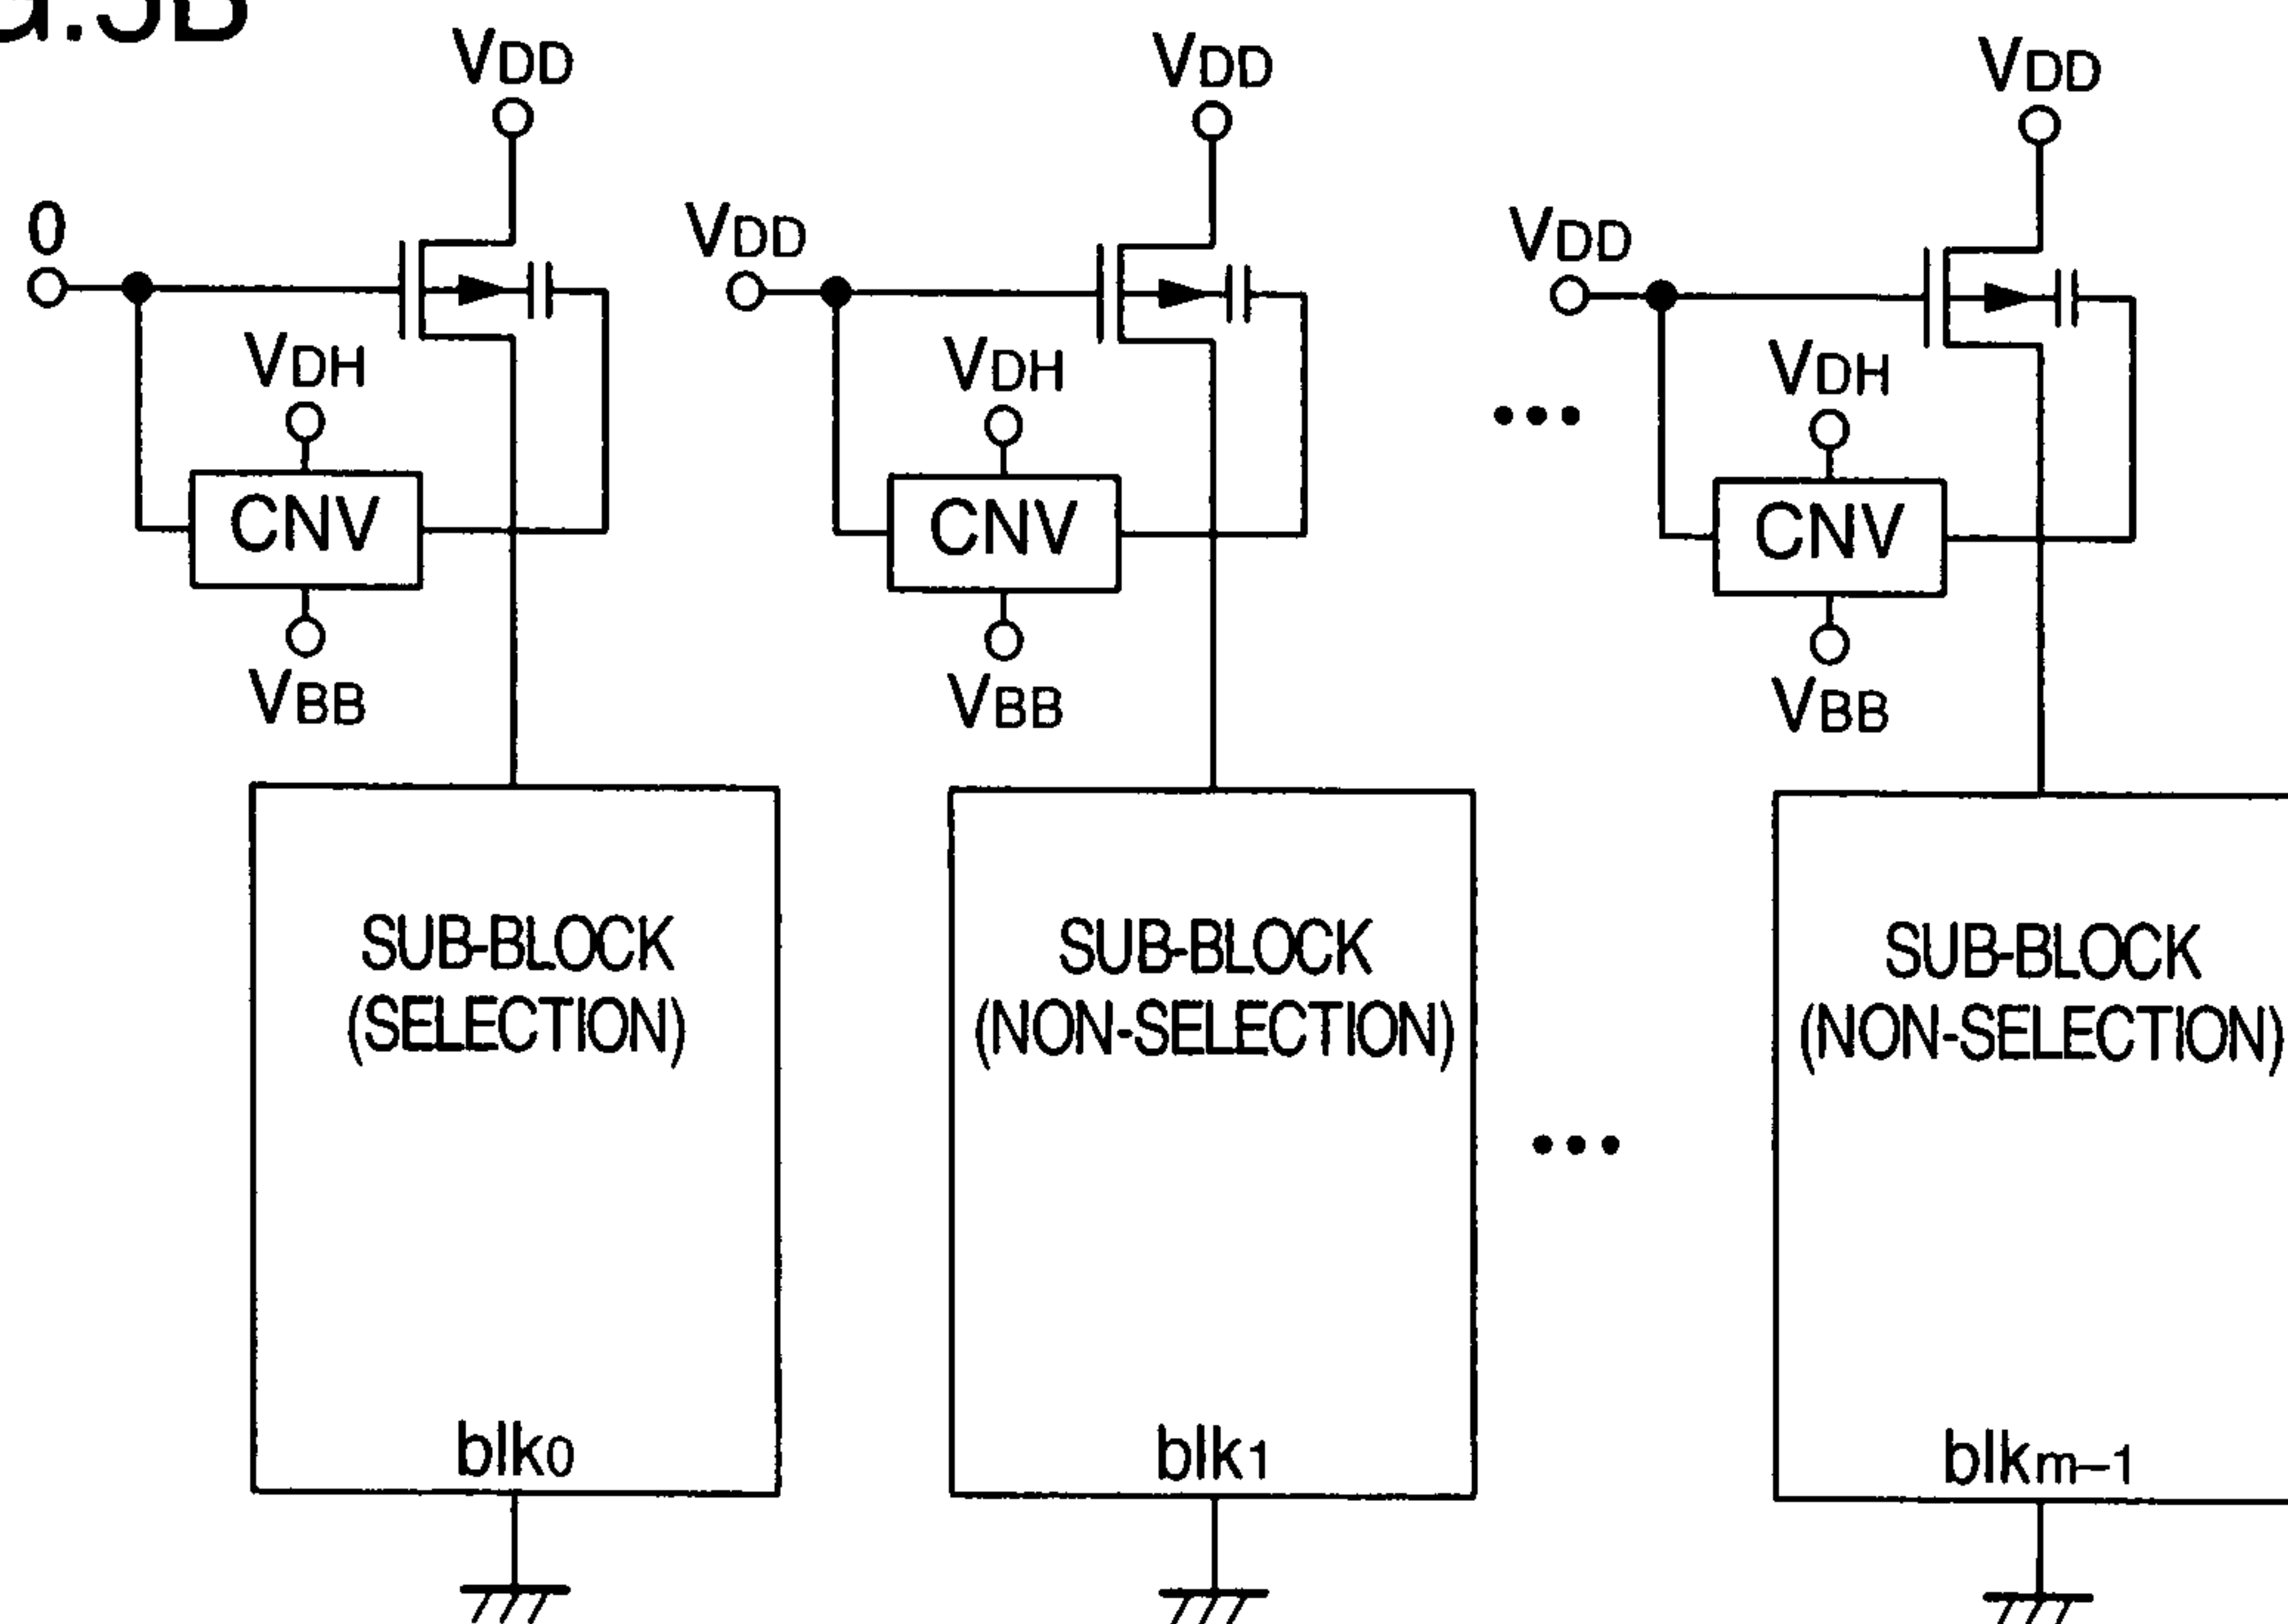 G.5B
VDD VDD VDD
0 VDD VDD
VDH VDH VDH
... ...
CNV CNV CNV
VBB VBB VBB
SUB-BLOCK SUB-BLOCK SUB-BLOCK
(SELECTION) (NON-SELECTION) (NON-SELECTION)
blk0 blk1 blkm-1